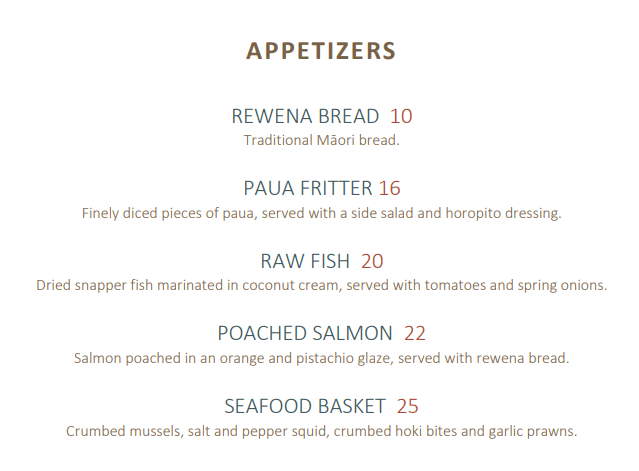 APPETIZERS
REWENA BREAD 10
Traditional Māori bread.
PAUA FRITTER 16
Finely diced pieces of paua, served with a side salad and horopito dressing.
RAW FISH 20
Dried snapper fish marinated in coconut cream, served with tomatoes and spring onions.
POACHED SALMON 22
Salmon poached in an orange and pistachio glaze, served with rewena bread.
SEAFOOD BASKET 25
Crumbed mussels, salt and pepper squid, crumbed hoki bites and garlic prawns.